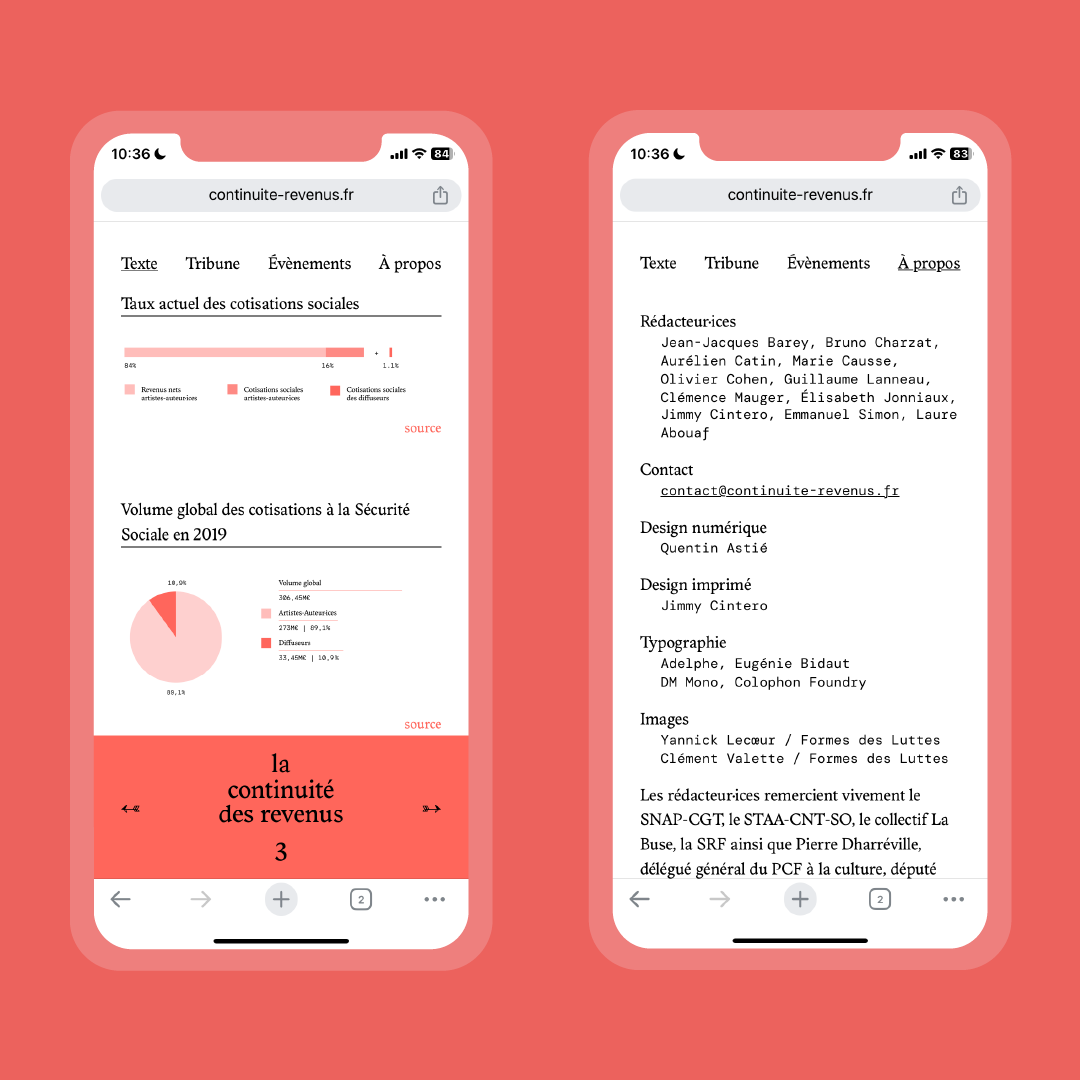 10:36
84
continuite-revenus.fr
Texte Tribune Évènements À propos
Taux actuel des cotisations sociales
+
84% 16% 1.1%
Revenus nets
artistes-auteur·ices
Cotisations sociales
artistes-auteur·ices
Cotisations sociales
des diffuseurs
source
Volume global des cotisations à la Sécurité
Sociale en 2019
10,9%
88,1%
Volume global
306,45M€
Artistes-Auteur·ices
273M€ | 89,1%
Diffuseurs
33,45M€ | 10,9%
source
la
continuité
des revenus
3
2
10:36
83
continuite-revenus.fr
Texte Tribune Évènements À propos
Rédacteur·ices
Jean-Jacques Barey, Bruno Charzat,
Aurélien Catin, Marie Causse,
Olivier Cohen, Guillaume Lanneau,
Clémence Mauger, Élisabeth Jonniaux,
Jimmy Cintero, Emmanuel Simon, Laure
Abouaf
Contact
contact@continuite-revenus.fr
Design numérique
Quentin Astié
Design imprimé
Jimmy Cintero
Typographie
Adelphe, Eugénie Bidaut
DM Mono, Colophon Foundry
Images
Yannick Lecœur / Formes des Luttes
Clément Valette / Formes des Luttes
Les rédacteur·ices remercient vivement le
SNAP-CGT, le STAA-CNT-SO, le collectif La
Buse, la SRF ainsi que Pierre Dharréville,
délégué général du PCF à la culture, député
2